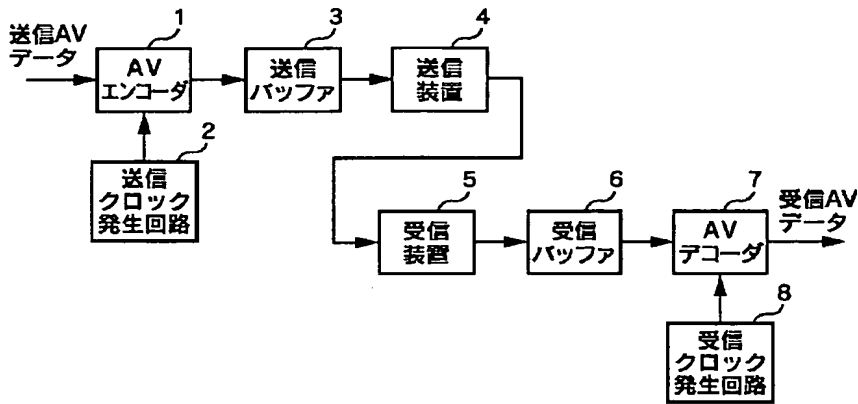 送信AV
データ
1
AV
エンコーダ
3
送信
バッファ
4
送信
装置
2
送信
クロック
発生回路
5
受信
装置
6
受信
バッファ
7
AV
デコーダ
受信AV
データ
8
受信
クロック
発生回路